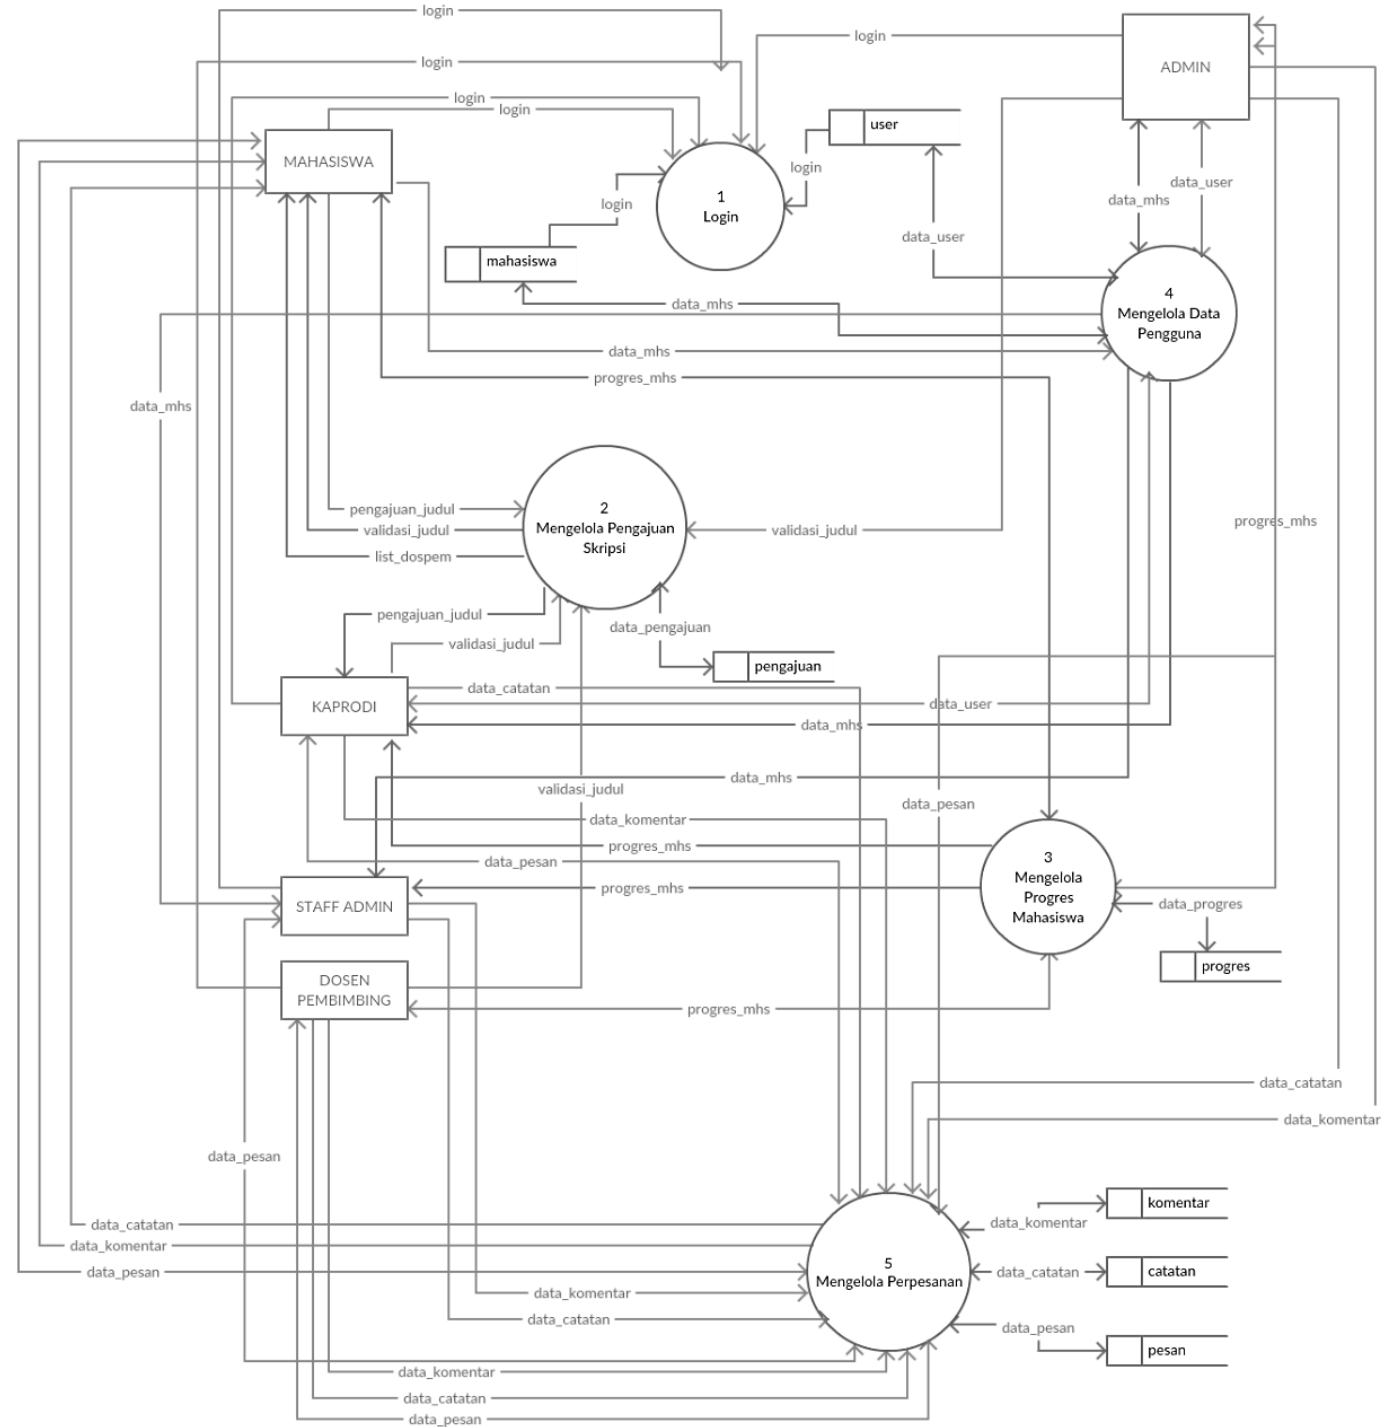 login
login
ADMIN
login
login
login
user
MAHASISWA
login
data_user
1
Login
data_mhs
login
data_user
mahasiswa
4
Mengelola Data
Pengguna
data_mhs
data_mhs
progres_mhs
data_mhs
2
Mengelola Pengajuan
Skripsi
pengajuan_judul
validasi_judul
list_dospem
validasi_judul
progres_mhs
pengajuan_judul
validasi_judul
data_pengajuan
pengajuan
data_catatan
KAPRODI
data_user
data_mhs
data_mhs
validasi_judul
data_pesan
data_komentar
progres_mhs
data_pesan
3
Mengelola
Progres
Mahasiswa
progres_mhs
STAFF ADMIN
data_progres
progres
DOSEN
PEMBIMBING
progres_mhs
data_catatan
data_komentar
data_pesan
komentar
data_catatan
data_komentar
data_komentar
data_pesan
5
Mengelola Perpesanan
data_catatan
catatan
data_komentar
data_catatan
data_pesan
pesan
data_komentar
data_catatan
data_pesan